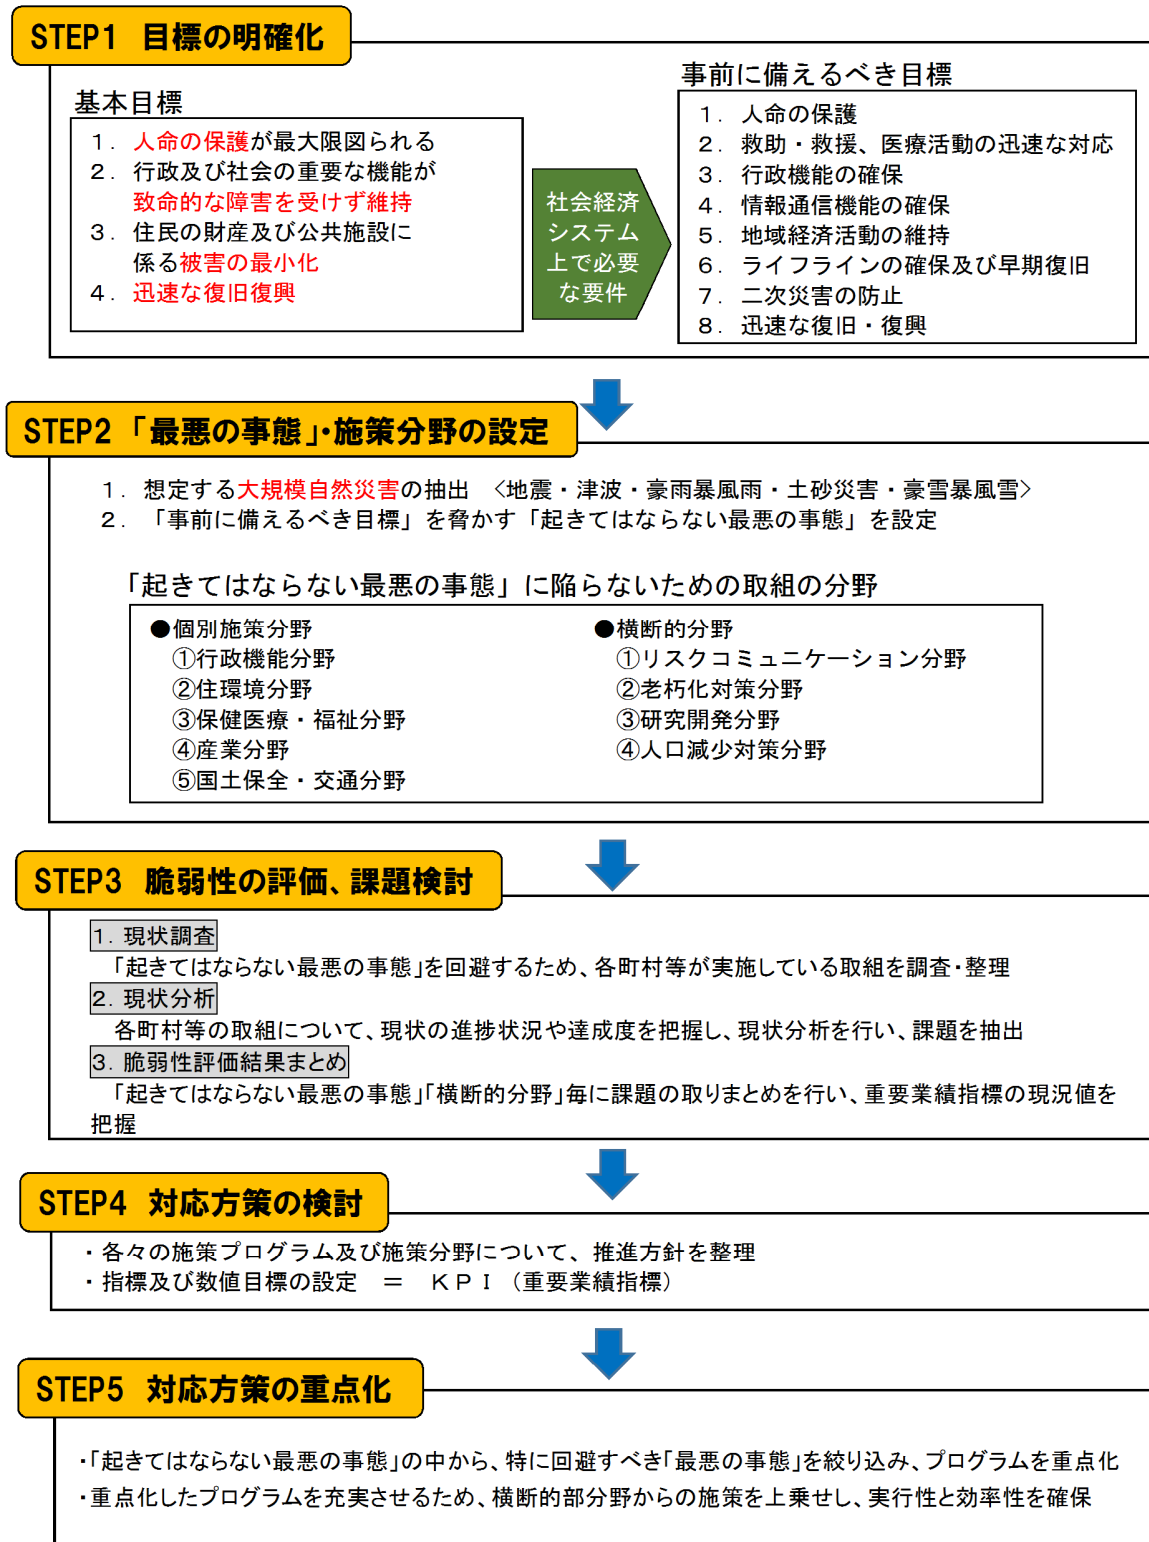 STEP1　目標の明確化
基本目標
１．人命の保護が最大限図られる
２．行政及び社会の重要な機能が
致命的な障害を受けず維持
３．住民の財産及び公共施設に
係る被害の最小化
４．迅速な復旧復興
社会経済
システム
上で必要
な要件
事前に備えるべき目標
１．人命の保護
２．救助・救援、医療活動の迅速な対応
３．行政機能の確保
４．情報通信機能の確保
５．地域経済活動の維持
６．ライフラインの確保及び早期復旧
７．二次災害の防止
８．迅速な復旧・復興
STEP2「最悪の事態」・施策分野の設定
１．想定する大規模自然災害の抽出　＜地震・津波・豪雨暴風雨・土砂災害・豪雪暴風雪＞
２．「事前に備えるべき目標」を脅かす「起きてはならない最悪の事態」を設定
「起きてはならない最悪の事態」に陥らないための取組の分野
●個別施策分野
①行政機能分野
②住環境分野
③保健医療・福祉分野
④産業分野
⑤国土保全・交通分野
●横断的分野
①リスクコミュニケーション分野
②老朽化対策分野
③研究開発分野
④人口減少対策分野
STEP3　脆弱性の評価、課題検討
１．現状調査
「起きてはならない最悪の事態」を回避するため、各町村等が実施している取組を調査・整理
２．現状分析
各町村等の取組について、現状の進捗状況や達成度を把握し、現状分析を行い、課題を抽出
３．脆弱性評価結果まとめ
「起きてはならない最悪の事態」「横断的分野」毎に課題の取りまとめを行い、重要業績指標の現況値を
把握
STEP4　対応方策の検討
・各々の施策プログラム及び施策分野について、推進方針を整理
・指標及び数値目標の設定　＝　ＫＰＩ（重要業績指標）
STEP5　対応方策の重点化
・「起きてはならない最悪の事態」の中から、特に回避すべき「最悪の事態」を絞り込み、プログラムを重点化
・重点化したプログラムを充実させるため、横断的部分野からの施策を上乗せし、実行性と効率性を確保